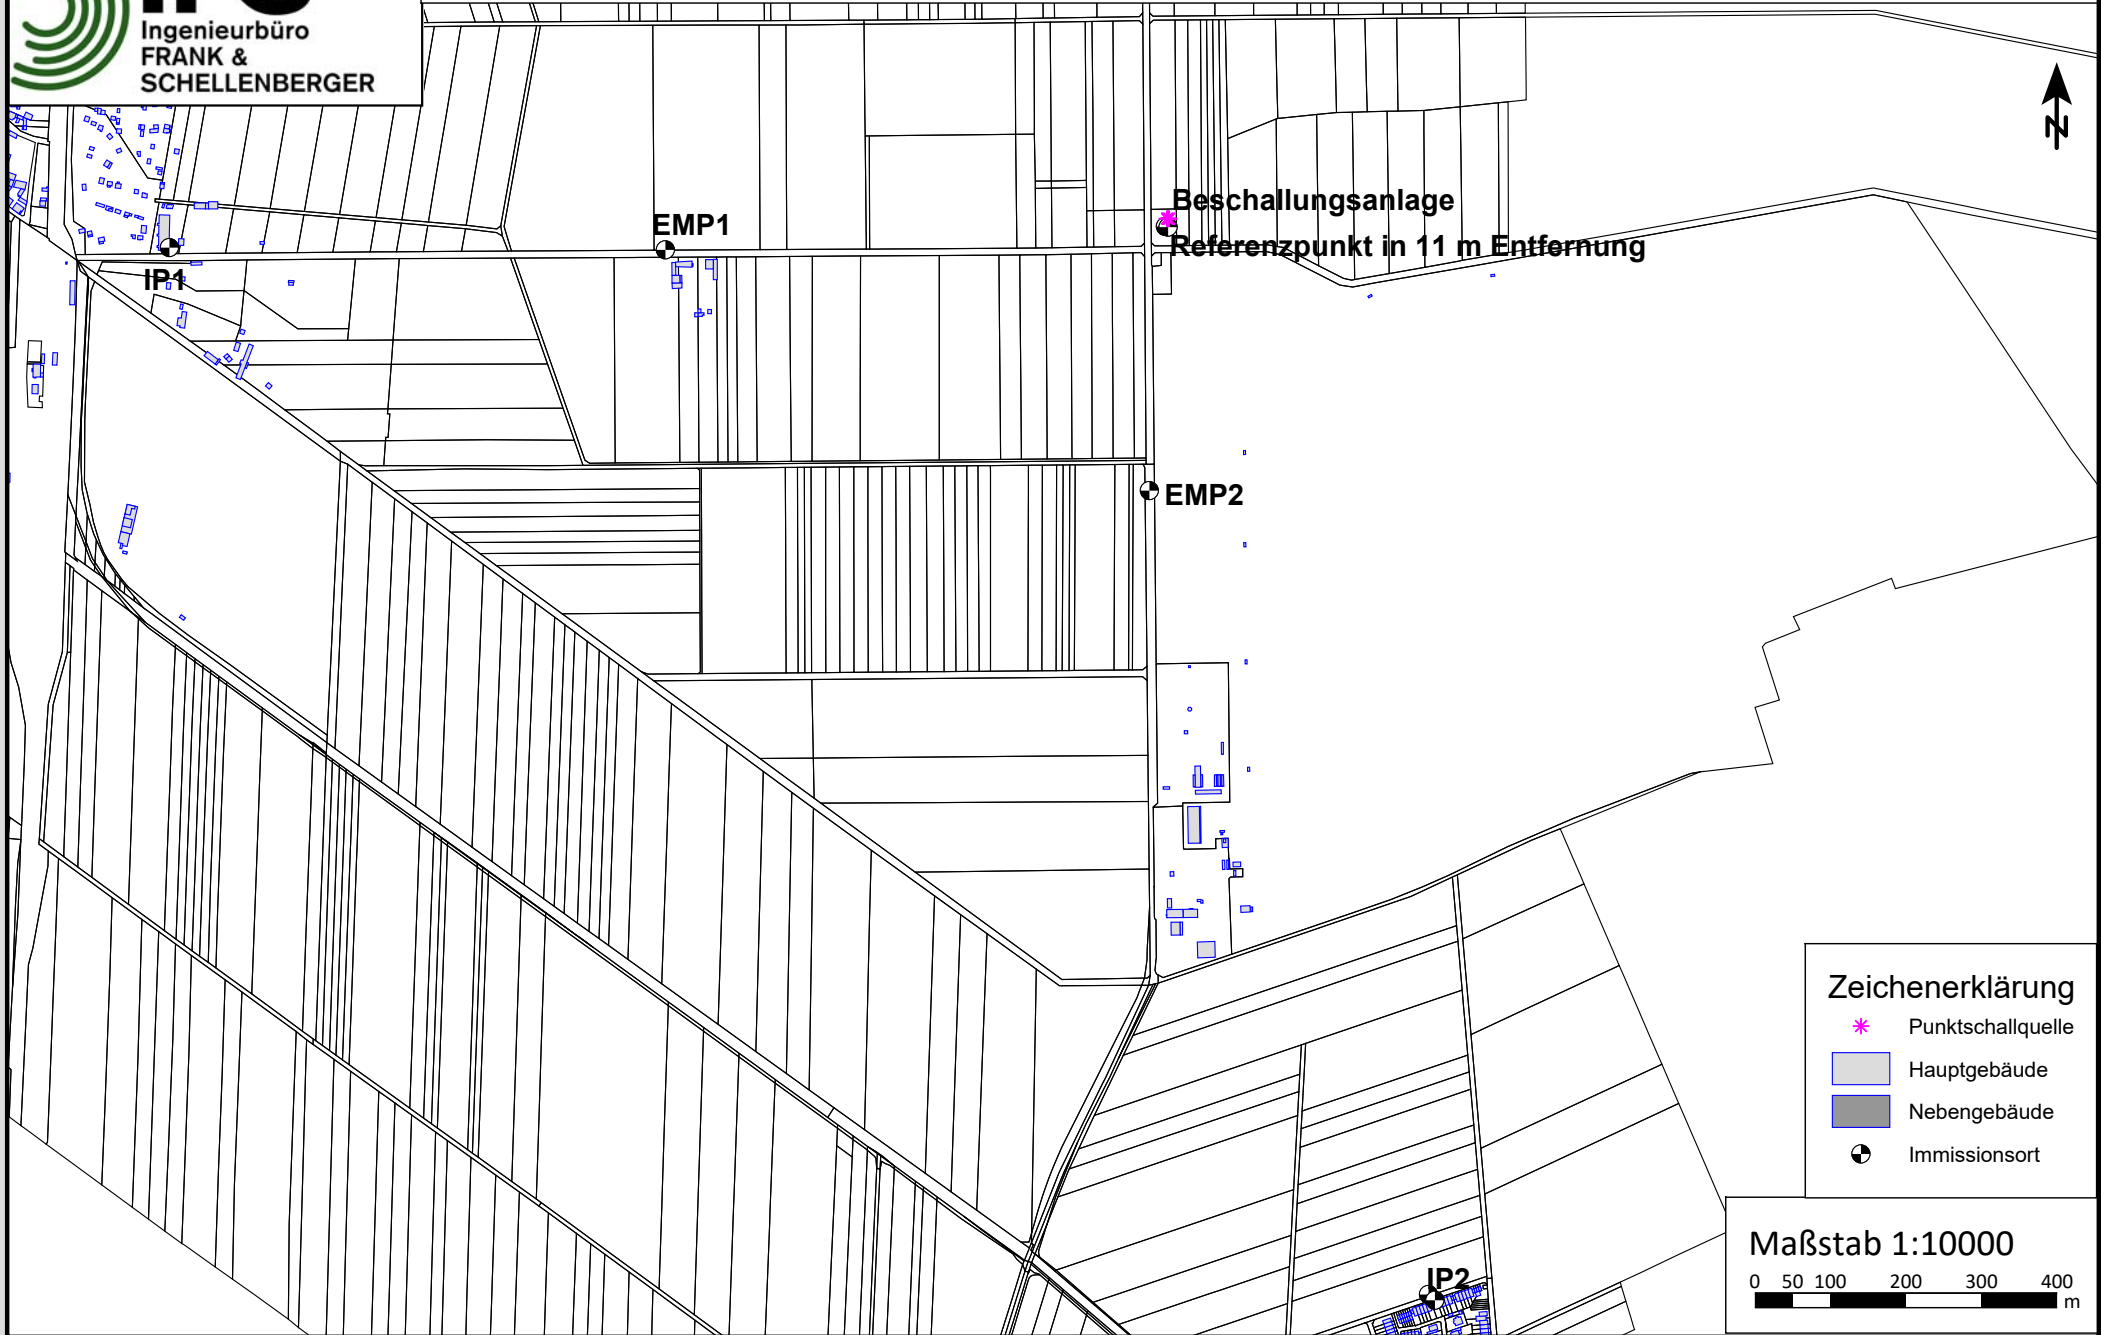 Ingenieurbüro
FRANK &
SCHELLENBERGER
N
Beschallungsanlage
EMP1
Referenzpunkt in 11 m Entfernung
IP1
EMP2
Zeichenerklärung
Punktschallquelle
Hauptgebäude
Nebengebäude
Immissionsort
Maßstab 1:10000
IP2
0 50 100 200 300 400
m